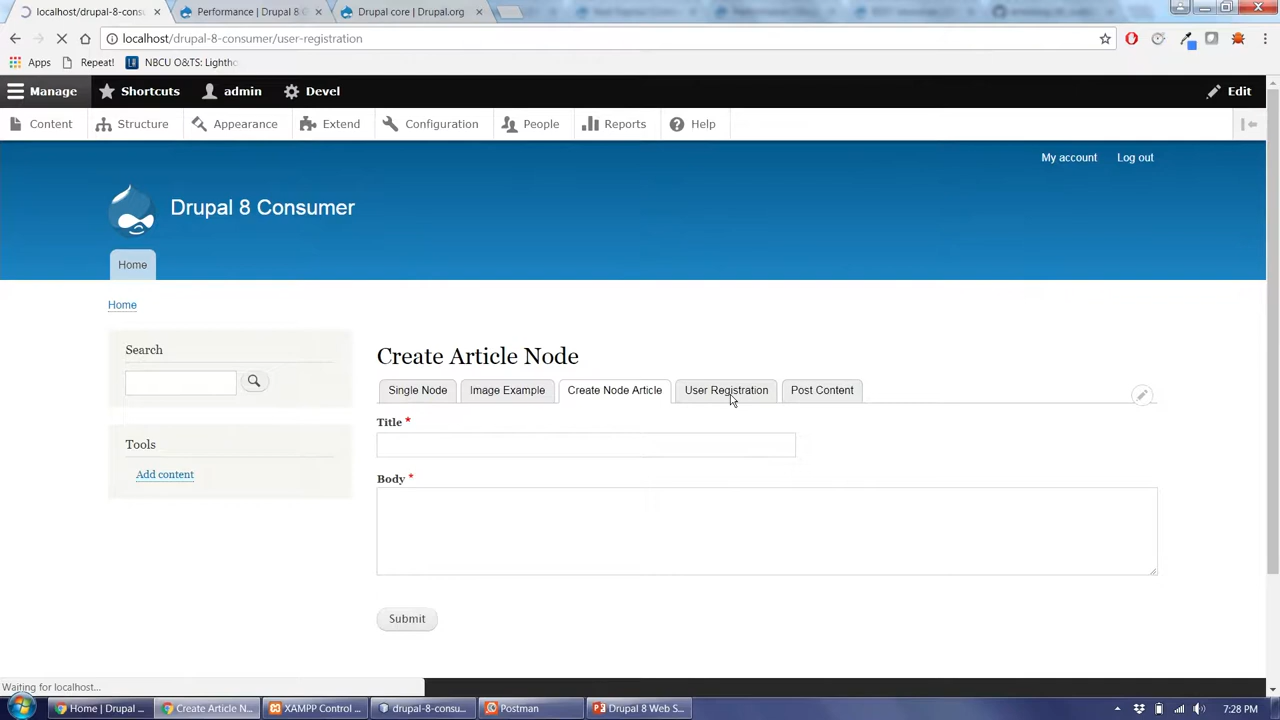 localhost/drupal-8-cons
Performance | Drupal 8 C
Drupal core | Drupal.org
localhost/drupal-8-consumer/user-registration
Apps
Repeat!
NBCU O&TS: Lightho
Manage
Shortcuts
admin
Devel
Edit
Content
Structure
Appearance
Extend
Configuration
People
Reports
Help
My account
Log out
Drupal 8 Consumer
Home
Home
Search
Create Article Node
Single Node
Image Example
Create Node Article
User Registration
Post Content
Title *
Tools
Body *
Add content
Submit
Waiting for localhost...
Home | Drupal ...
Create Article N...
XAMPP Control ...
drupal-8-consu...
Postman
Drupal 8 Web S...
7:28 PM